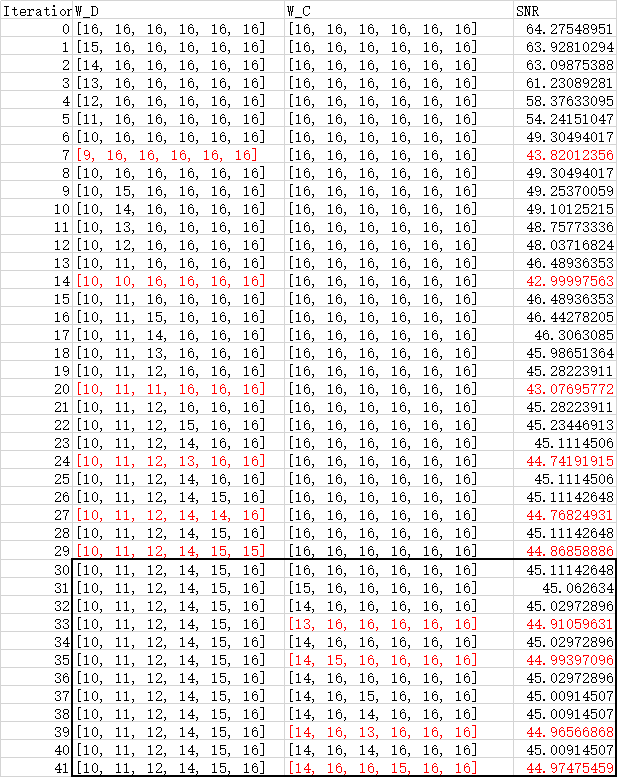 Iteration W_D W_C SNR
0 [16, 16, 16, 16, 16, 16] [16, 16, 16, 16, 16, 16] 64.27548951
1 [15, 16, 16, 16, 16, 16] [16, 16, 16, 16, 16, 16] 63.92810294
2 [14, 16, 16, 16, 16, 16] [16, 16, 16, 16, 16, 16] 63.09875388
3 [13, 16, 16, 16, 16, 16] [16, 16, 16, 16, 16, 16] 61.23089281
4 [12, 16, 16, 16, 16, 16] [16, 16, 16, 16, 16, 16] 58.37633095
5 [11, 16, 16, 16, 16, 16] [16, 16, 16, 16, 16, 16] 54.24151047
6 [10, 16, 16, 16, 16, 16] [16, 16, 16, 16, 16, 16] 49.30494017
7 [9, 16, 16, 16, 16, 16] [16, 16, 16, 16, 16, 16] 43.82012356
8 [10, 16, 16, 16, 16, 16] [16, 16, 16, 16, 16, 16] 49.30494017
9 [10, 15, 16, 16, 16, 16] [16, 16, 16, 16, 16, 16] 49.25370059
10 [10, 14, 16, 16, 16, 16] [16, 16, 16, 16, 16, 16] 49.10125215
11 [10, 13, 16, 16, 16, 16] [16, 16, 16, 16, 16, 16] 48.75773336
12 [10, 12, 16, 16, 16, 16] [16, 16, 16, 16, 16, 16] 48.03716824
13 [10, 11, 16, 16, 16, 16] [16, 16, 16, 16, 16, 16] 46.48936353
14 [10, 10, 16, 16, 16, 16] [16, 16, 16, 16, 16, 16] 42.99997563
15 [10, 11, 16, 16, 16, 16] [16, 16, 16, 16, 16, 16] 46.48936353
16 [10, 11, 15, 16, 16, 16] [16, 16, 16, 16, 16, 16] 46.44278205
17 [10, 11, 14, 16, 16, 16] [16, 16, 16, 16, 16, 16] 46.3063085
18 [10, 11, 13, 16, 16, 16] [16, 16, 16, 16, 16, 16] 45.98651364
19 [10, 11, 12, 16, 16, 16] [16, 16, 16, 16, 16, 16] 45.28223911
20 [10, 11, 11, 16, 16, 16] [16, 16, 16, 16, 16, 16] 43.07695772
21 [10, 11, 12, 16, 16, 16] [16, 16, 16, 16, 16, 16] 45.28223911
22 [10, 11, 12, 15, 16, 16] [16, 16, 16, 16, 16, 16] 45.23446913
23 [10, 11, 12, 14, 16, 16] [16, 16, 16, 16, 16, 16] 45.1114506
24 [10, 11, 12, 13, 16, 16] [16, 16, 16, 16, 16, 16] 44.74191915
25 [10, 11, 12, 14, 16, 16] [16, 16, 16, 16, 16, 16] 45.1114506
26 [10, 11, 12, 14, 15, 16] [16, 16, 16, 16, 16, 16] 45.11142648
27 [10, 11, 12, 14, 14, 16] [16, 16, 16, 16, 16, 16] 44.76824931
28 [10, 11, 12, 14, 15, 16] [16, 16, 16, 16, 16, 16] 45.11142648
29 [10, 11, 12, 14, 15, 15] [16, 16, 16, 16, 16, 16] 44.86858886
30 [10, 11, 12, 14, 15, 16] [16, 16, 16, 16, 16, 16] 45.11142648
31 [10, 11, 12, 14, 15, 16] [15, 16, 16, 16, 16, 16] 45.062634
32 [10, 11, 12, 14, 15, 16] [14, 16, 16, 16, 16, 16] 45.02972896
33 [10, 11, 12, 14, 15, 16] [13, 16, 16, 16, 16, 16] 44.91059631
34 [10, 11, 12, 14, 15, 16] [14, 16, 16, 16, 16, 16] 45.02972896
35 [10, 11, 12, 14, 15, 16] [14, 15, 16, 16, 16, 16] 44.99397096
36 [10, 11, 12, 14, 15, 16] [14, 16, 16, 16, 16, 16] 45.02972896
37 [10, 11, 12, 14, 15, 16] [14, 16, 15, 16, 16, 16] 45.00914507
38 [10, 11, 12, 14, 15, 16] [14, 16, 14, 16, 16, 16] 45.00914507
39 [10, 11, 12, 14, 15, 16] [14, 16, 13, 16, 16, 16] 44.96566868
40 [10, 11, 12, 14, 15, 16] [14, 16, 14, 16, 16, 16] 45.00914507
41 [10, 11, 12, 14, 15, 16] [14, 16, 16, 15, 16, 16] 44.97475459